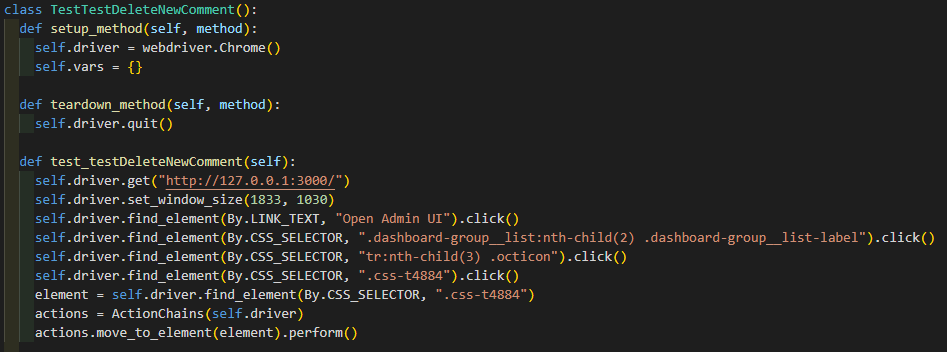 class TestTestDeleteNewComment():
  def setup_method(self, method):
    self.driver = webdriver.Chrome()
    self.vars = {}

  def teardown_method(self, method):
    self.driver.quit()

  def test_testDeleteNewComment(self):
    self.driver.get("http://127.0.0.1:3000/")
    self.driver.set_window_size(1833, 1030)
    self.driver.find_element(By.LINK_TEXT, "Open Admin UI").click()
    self.driver.find_element(By.CSS_SELECTOR, ".dashboard-group__list:nth-child(2) .dashboard-group__list-label").click()
    self.driver.find_element(By.CSS_SELECTOR, "tr:nth-child(3) .octicon").click()
    self.driver.find_element(By.CSS_SELECTOR, ".css-t4884").click()
    element = self.driver.find_element(By.CSS_SELECTOR, ".css-t4884")
    actions = ActionChains(self.driver)
    actions.move_to_element(element).perform()